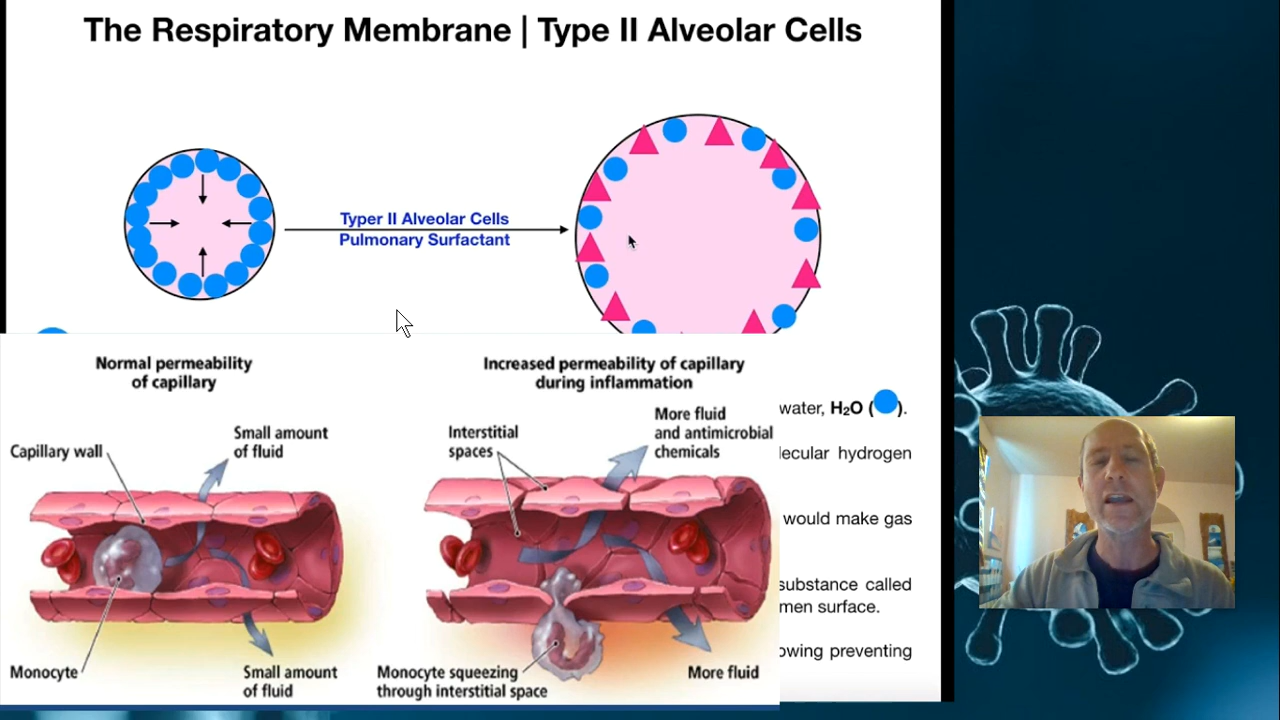 The Respiratory Membrane | Type II Alveolar Cells
Typer II Alveolar Cells
Pulmonary Surfactant
Normal permeability
of capillary
Capillary wall
Small amount
of fluid
Monocyte
Small amount
of fluid
Increased permeability of capillary
during inflammation
Interstitial
spaces
More fluid
and antimicrobial
chemicals
Monocyte squeezing
through interstitial space
More fluid
water, H₂O ( ).
hydrogen
would make gas
substance called
surface.
preventing